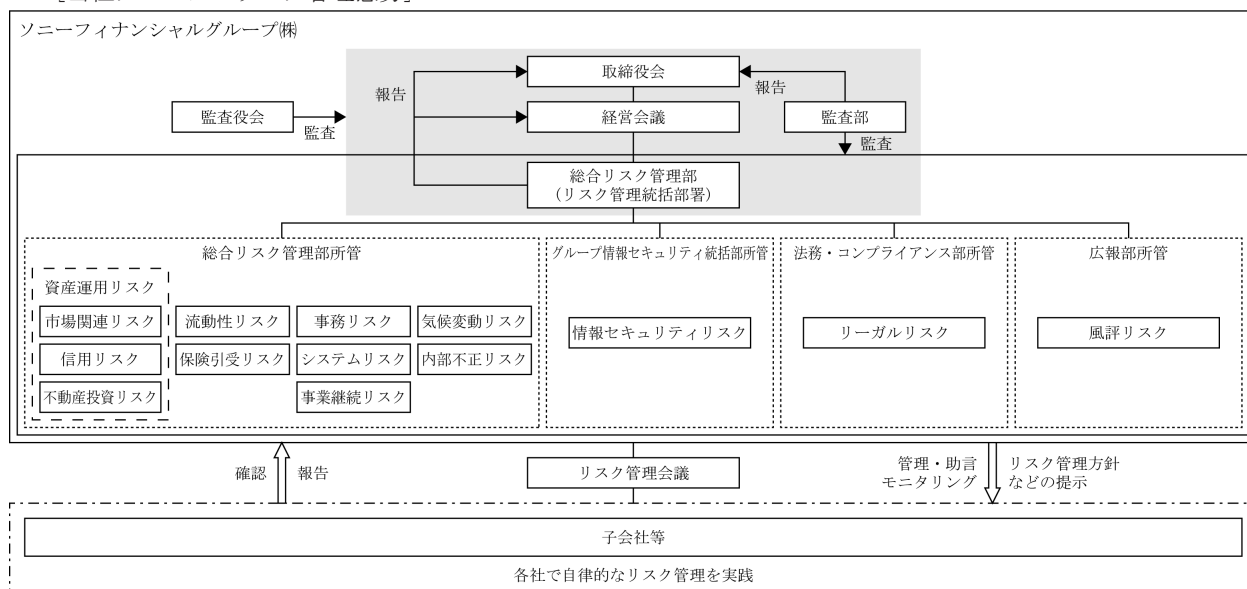 ソニーフィナンシャルグループ㈱
取締役会
報告
報告
監査役会
監査
経営会議
監査部
監査
総合リスク管理部
(リスク管理統括部署)
総合リスク管理部所管
グループ情報セキュリティ統括部所管
法務・コンプライアンス部所管
広報部所管
資産運用リスク
市場関連リスク
流動性リスク
事務リスク
気候変動リスク
情報セキュリティリスク
リーガルリスク
風評リスク
信用リスク
保険引受リスク
システムリスク
内部不正リスク
不動産投資リスク
事業継続リスク
確認
報告
リスク管理会議
管理・助言
モニタリング
リスク管理方針
などの提示
子会社等
各社で自律的なリスク管理を実践